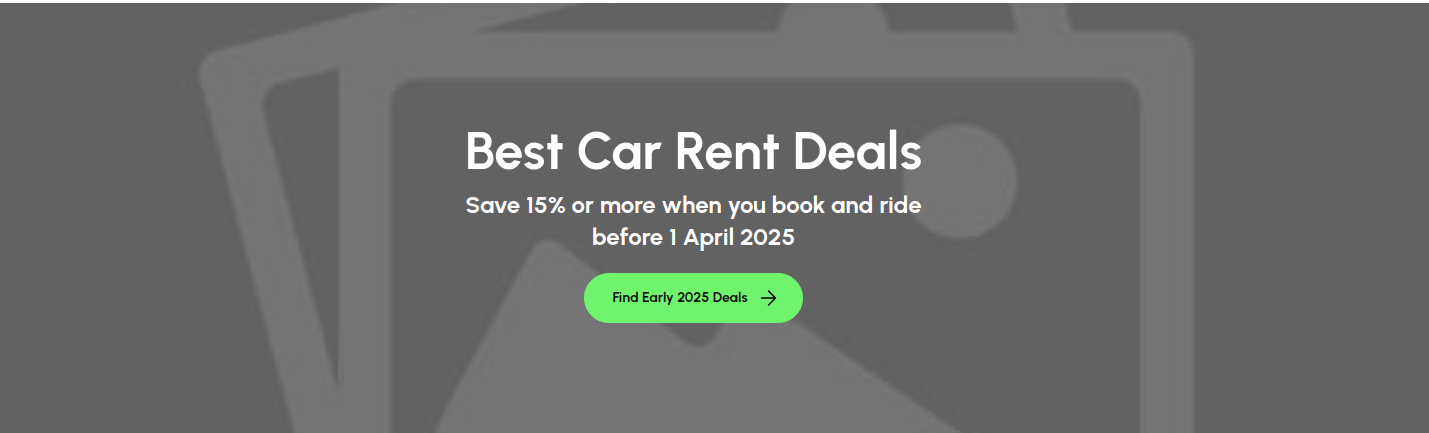 Best Car Rent Deals
Save 15% or more when you book and ride
before 1 April 2025
Find Early 2025 Deals